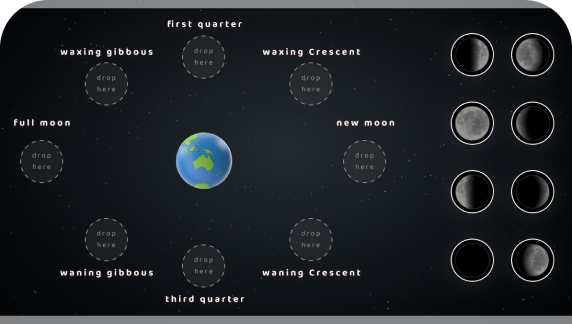 first quarter
waxing gibbous
waxing Crescent
drop
here
drop
here
drop
here
full moon
new moon
drop
here
drop
here
drop
here
drop
here
drop
here
waning gibbous
waning Crescent
third quarter